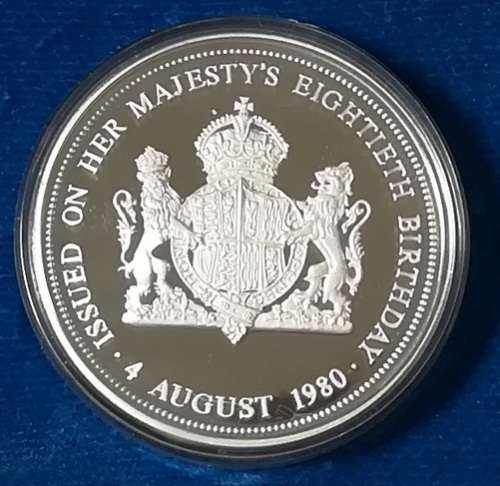 ISSUED ON HER MAJESTY'S EIGHTIETH BIRTHDAY
· 4 AUGUST 1980 ·